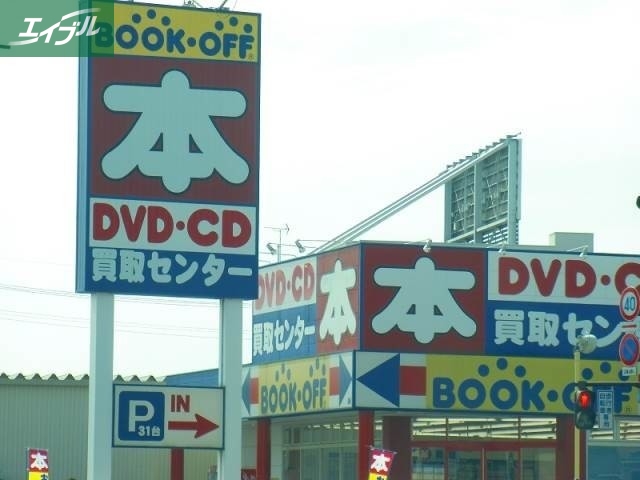 エイブル
BOOK・OFF
本
DVD・CD
買取センター
P
31台
IN
DVD・CD
買取センター
本
BOOK・OFF
本
DVD・C
買取セン
BOOK・OFF
40
本
本